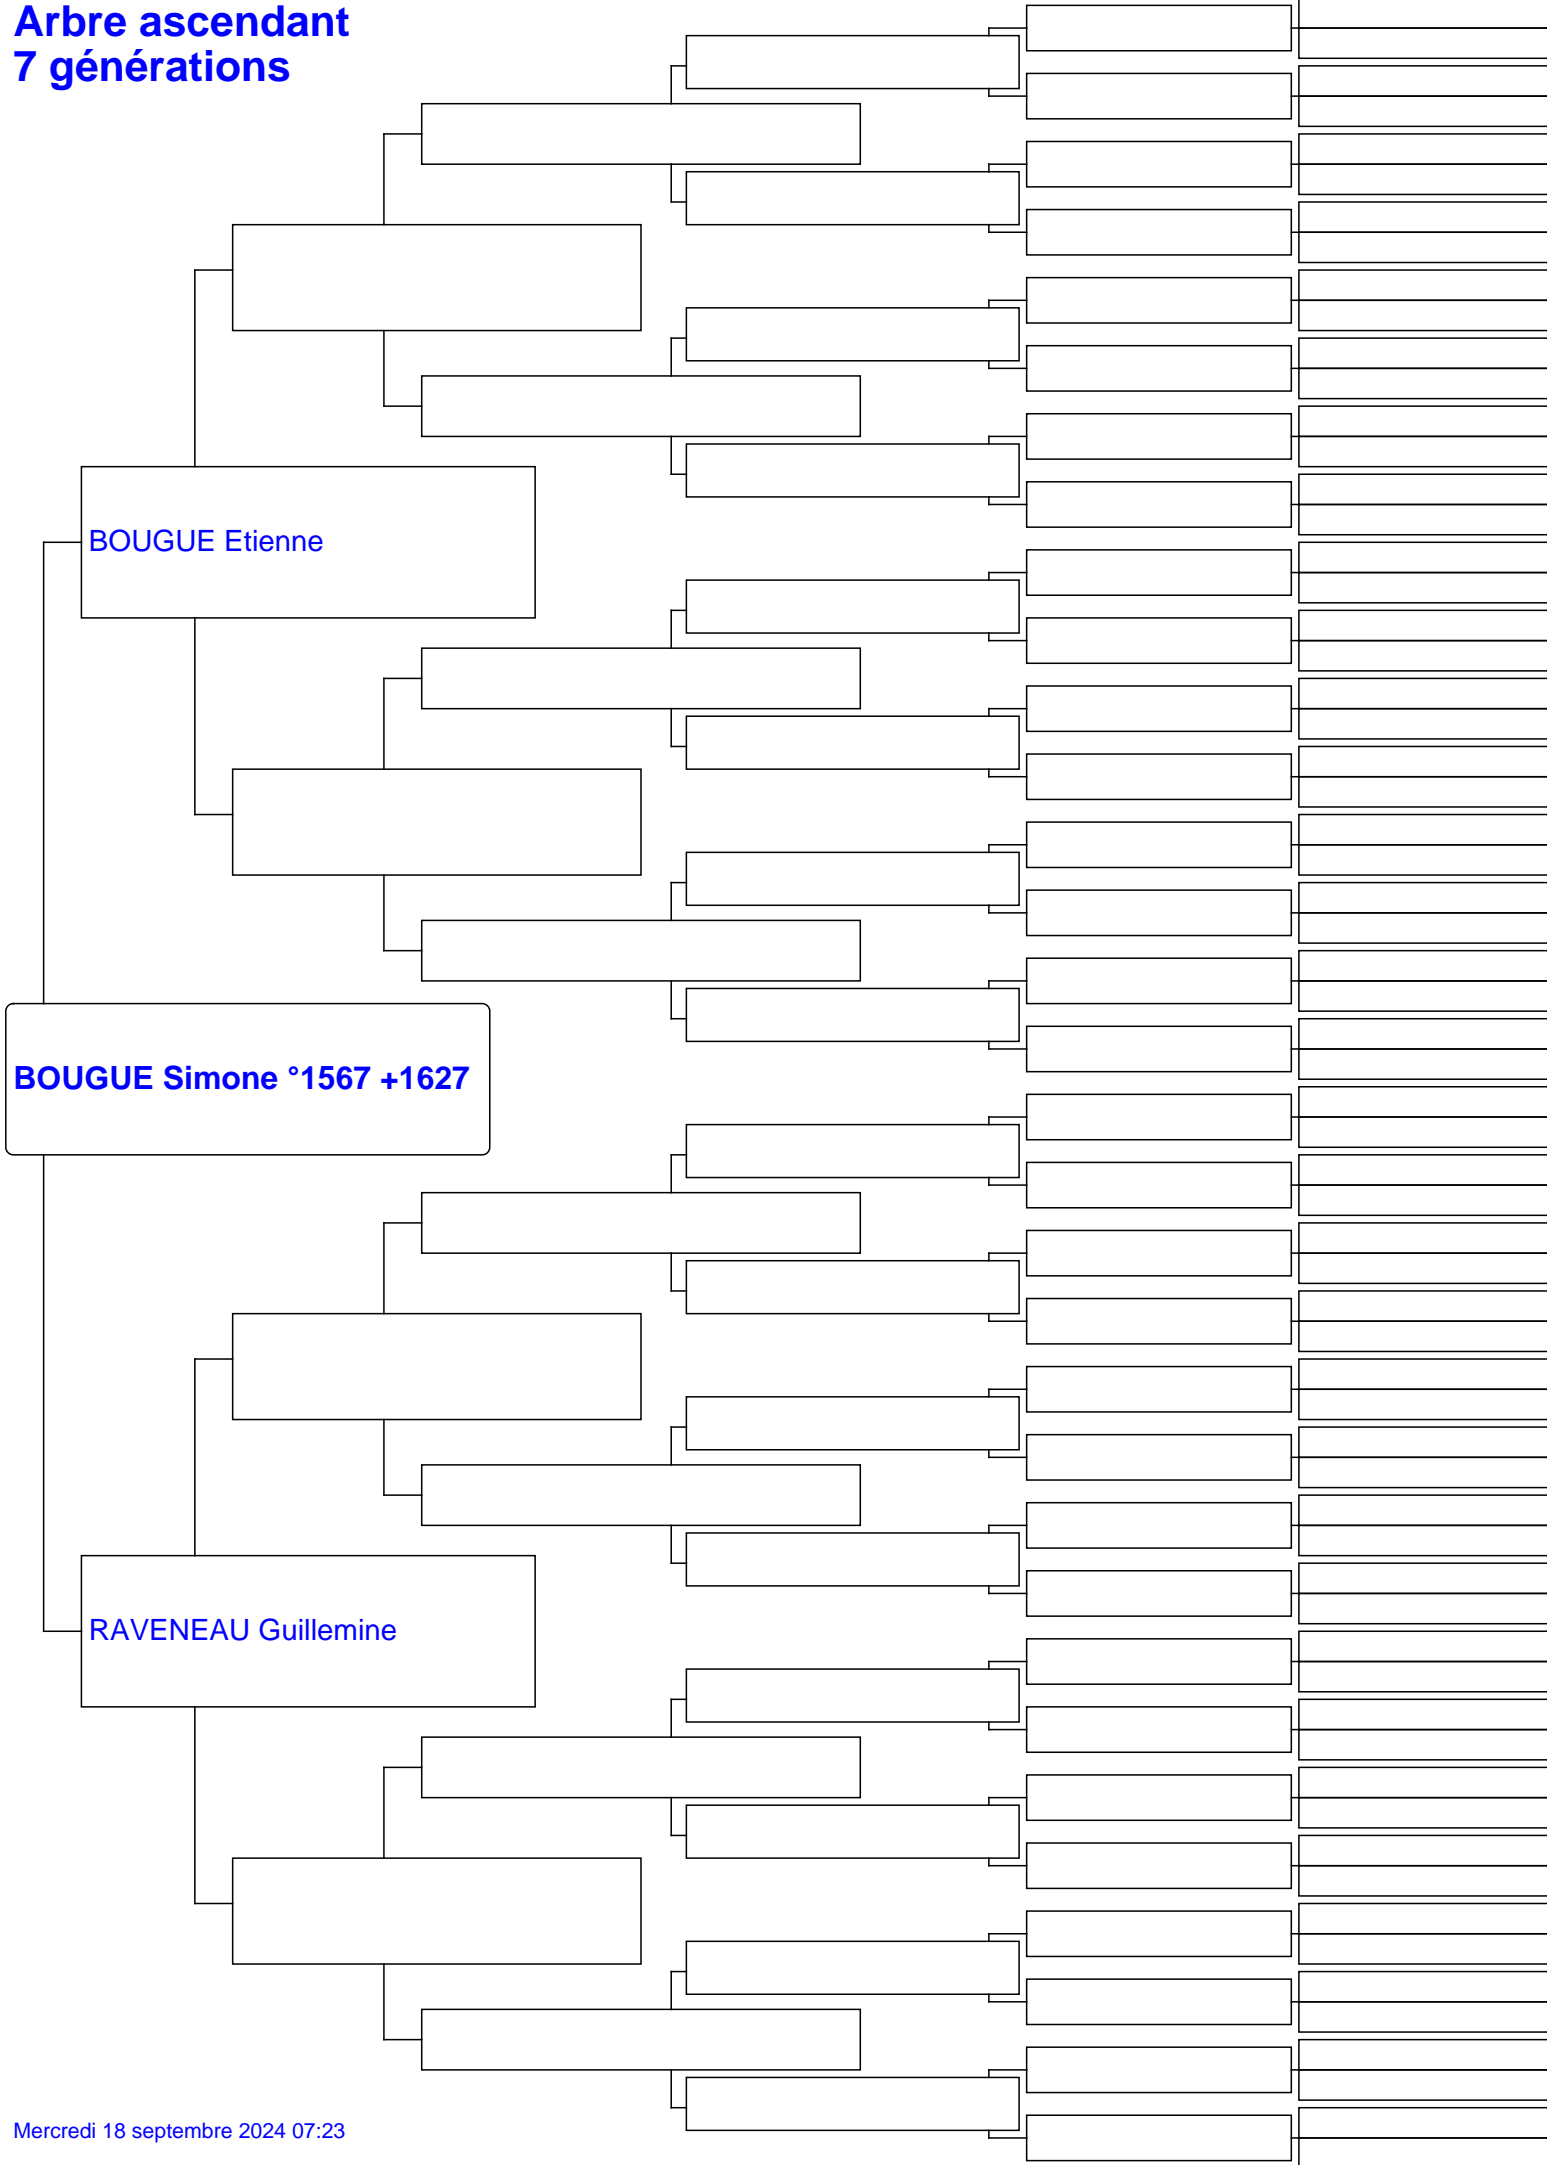 Arbre ascendant
7 générations
BOUGUE Etienne
BOUGUE Simone °1567 +1627
RAVENEAU Guillemine
Mercredi 18 septembre 2024 07:23